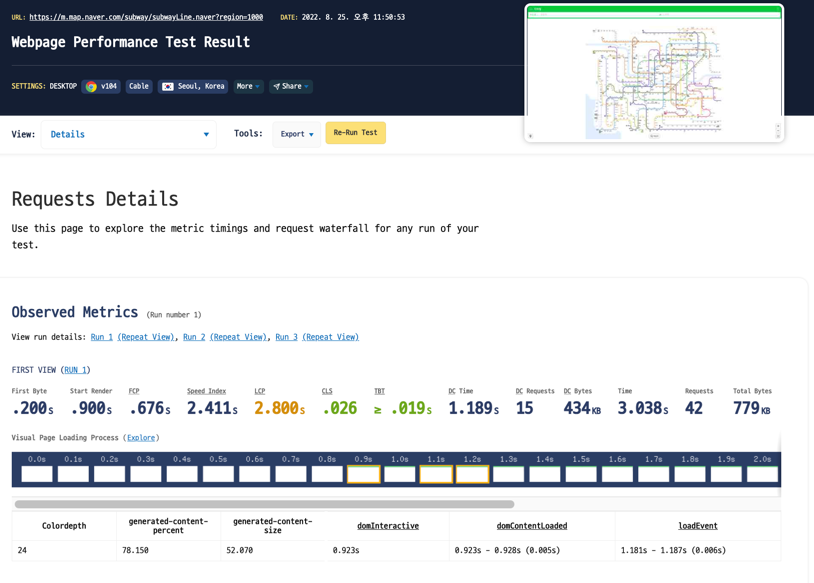 URL: https://m.map.naver.com/subway/subwayLine.naver?region=1000 DATE: 2022. 8. 25. 오후 11:50:53
Webpage Performance Test Result
SETTINGS: DESKTOP v104 Cable Seoul, Korea More Share
View: Details Tools: Export Re-Run Test
Requests Details
Use this page to explore the metric timings and request waterfall for any run of your
test.
Observed Metrics (Run number 1)
View run details: Run 1 (Repeat View), Run 2 (Repeat View), Run 3 (Repeat View)
FIRST VIEW (RUN 1)
First Byte Start Render FCP Speed Index LCP CLS TBT DC Time DC Requests DC Bytes Time Requests Total Bytes
.200s .900s .676s 2.411s 2.800s .026 ≥ .019s 1.189s 15 434KB 3.038s 42 779KB
Visual Page Loading Process (Explore)
0.0s 0.1s 0.2s 0.3s 0.4s 0.5s 0.6s 0.7s 0.8s 0.9s 1.0s 1.1s 1.2s 1.3s 1.4s 1.5s 1.6s 1.7s 1.8s 1.9s 2.0s
Colordepth generated-content-percent generated-content-size domInteractive domContentLoaded loadEvent
24 78.150 52.070 0.923s 0.923s - 0.928s (0.005s) 1.181s - 1.187s (0.006s)